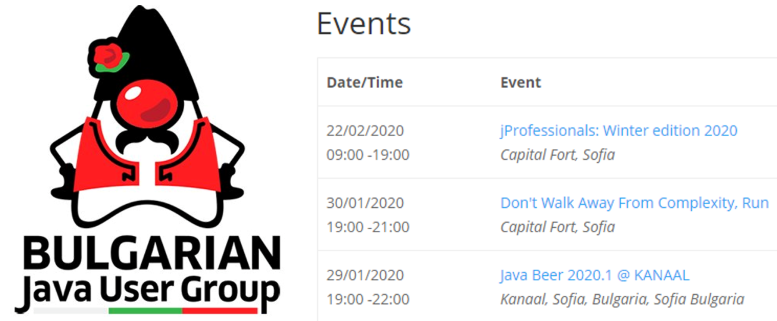 BULGARIAN
Java User Group
Events
Date/Time Event
22/02/2020 jProfessionals: Winter edition 2020
09:00 -19:00 Capital Fort, Sofia
30/01/2020 Don't Walk Away From Complexity, Run
19:00 -21:00 Capital Fort, Sofia
29/01/2020 Java Beer 2020.1 @ KANAAL
19:00 -22:00 Kanaal, Sofia, Bulgaria, Sofia Bulgaria